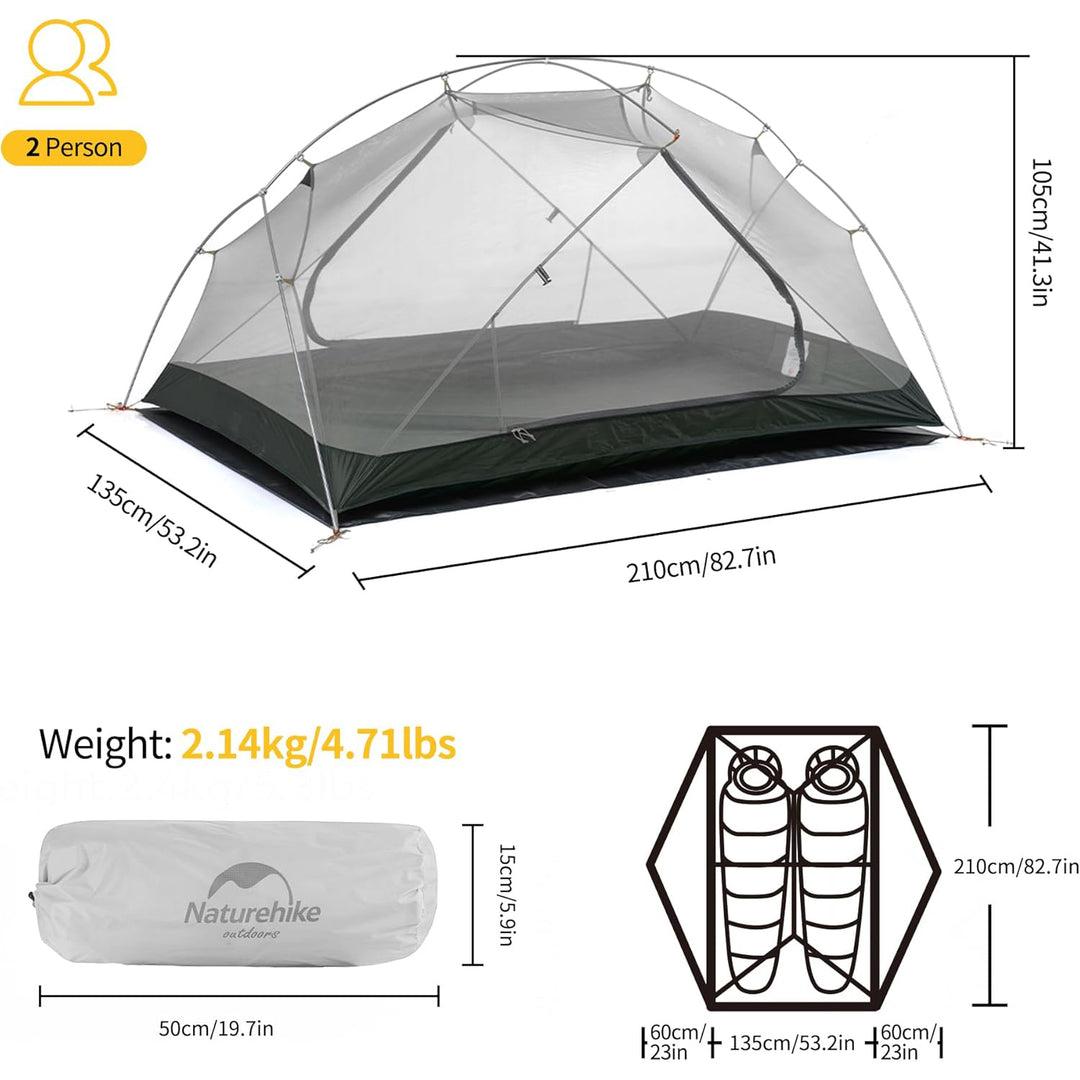 2 Person
105cm/41.3in
135cm/53.2in
210cm/82.7in
Weight: 2.14kg/4.71lbs
Naturehike
outdoors
15cm/5.9in
50cm/19.7in
210cm/82.7in
60cm/
23in
135cm/53.2in
60cm/
23in